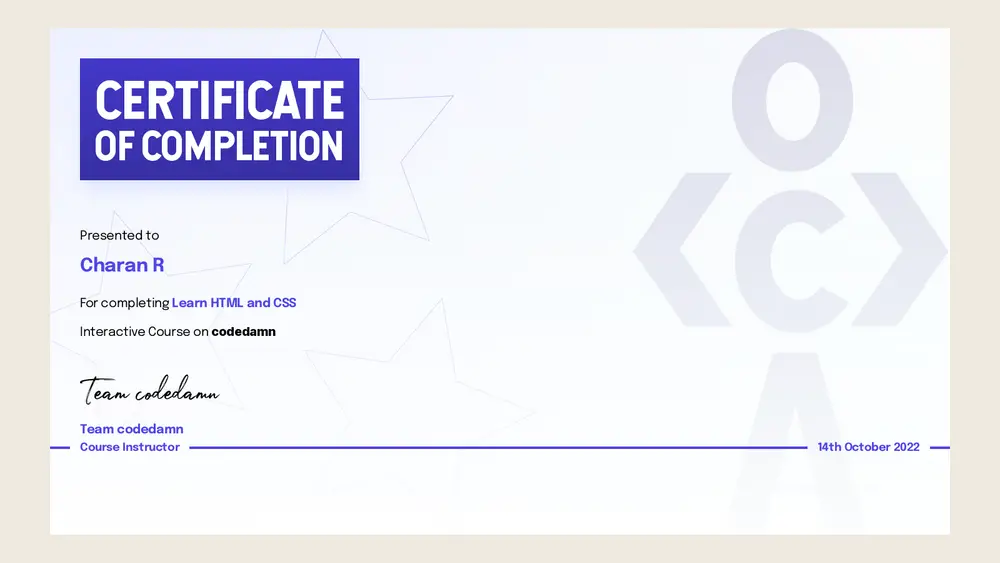 CERTIFICATE
OF COMPLETION
Presented to
Charan R
For completing Learn HTML and CSS
Interactive Course on codedamn
Team codedamn
Team codedamn
Course Instructor
14th October 2022
O
C
A